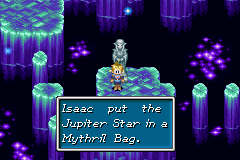 Isaac put the
Jupiter Star in a
Mythril Bag.